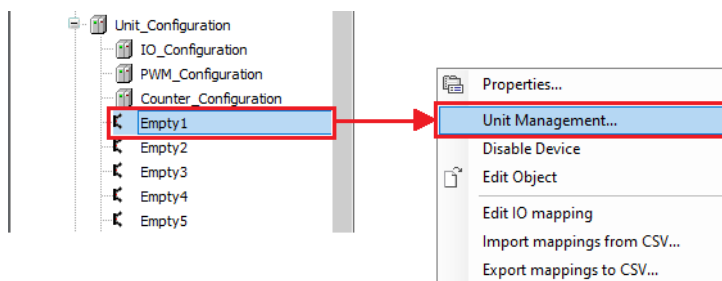 Unit_Configuration
IO_Configuration
PWM_Configuration
Counter_Configuration
Empty1
Empty2
Empty3
Empty4
Empty5
Properties...
Unit Management...
Disable Device
Edit Object
Edit IO mapping
Import mappings from CSV...
Export mappings to CSV...